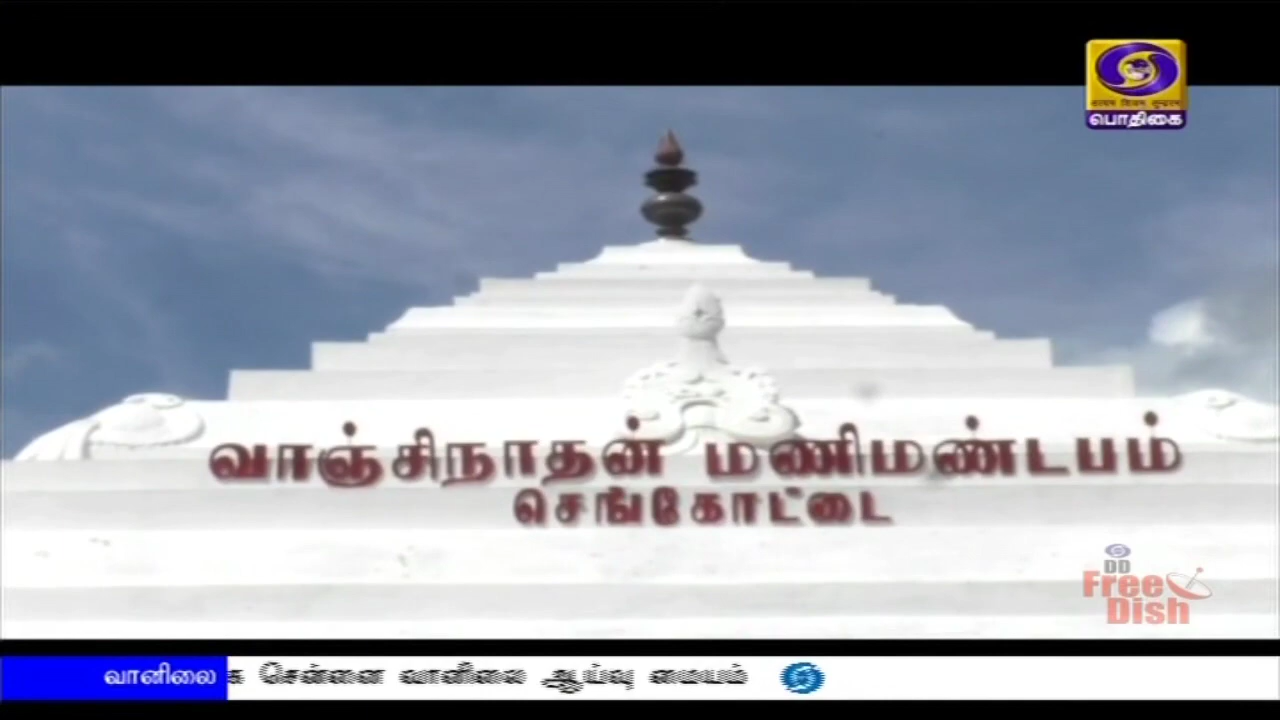 பொதிகை
வாஞ்சிநாதன் மணிமண்டபம்
செங்கோட்டை
DD
Free
Dish
வானிலை
சென்னை வானிலை ஆய்வு மையம்